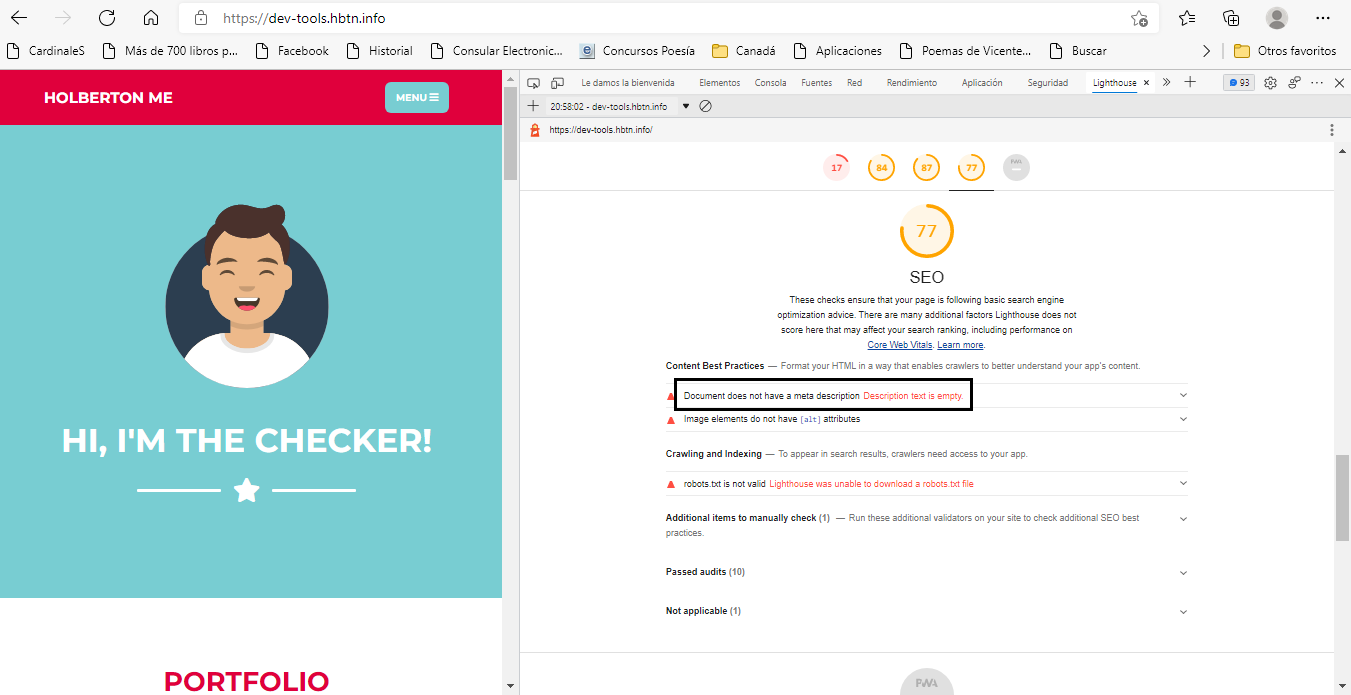 https://dev-tools.hbtn.info
CardinaleS
Más de 700 libros p...
Facebook
Historial
Consular Electronic...
Concursos Poesía
Canadá
Aplicaciones
Poemas de Vicente...
Buscar
Otros favoritos
HOLBERTON ME
MENU
HI, I'M THE CHECKER!
PORTFOLIO
Le damos la bienvenida
Elementos
Consola
Fuentes
Red
Rendimiento
Aplicación
Seguridad
Lighthouse
93
20:58:02 - dev-tools.hbtn.info
https://dev-tools.hbtn.info/
17
84
87
77
PWA
77
SEO
These checks ensure that your page is following basic search engine
optimization advice. There are many additional factors Lighthouse does not
score here that may affect your search ranking, including performance on
Core Web Vitals. Learn more.
Content Best Practices — Format your HTML in a way that enables crawlers to better understand your app's content.
Document does not have a meta description Description text is empty.
Image elements do not have [alt] attributes
Crawling and Indexing — To appear in search results, crawlers need access to your app.
robots.txt is not valid Lighthouse was unable to download a robots.txt file
Additional items to manually check (1) — Run these additional validators on your site to check additional SEO best
practices.
Passed audits (10)
Not applicable (1)
PWA